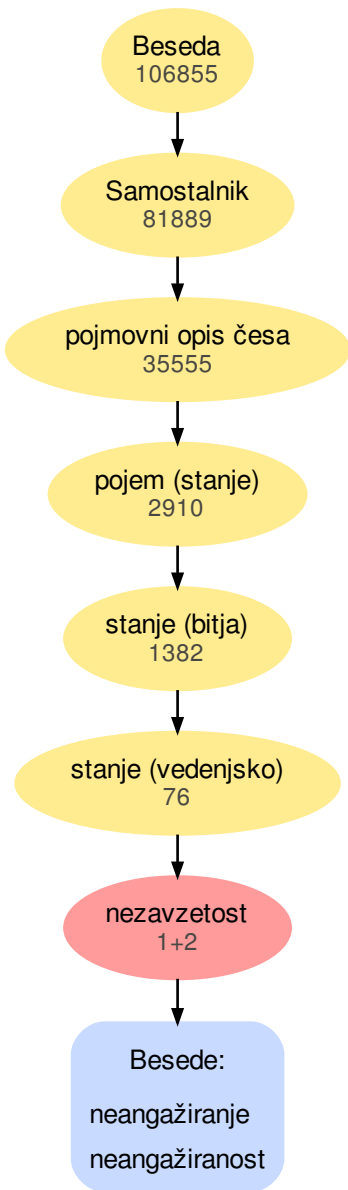 Beseda
106855
Samostalnik
81889
pojmovni opis česa
35555
pojem (stanje)
2910
stanje (bitja)
1382
stanje (vedenjsko)
76
nezavzetost
1+2
Besede:
neangažiranje
neangažiranost